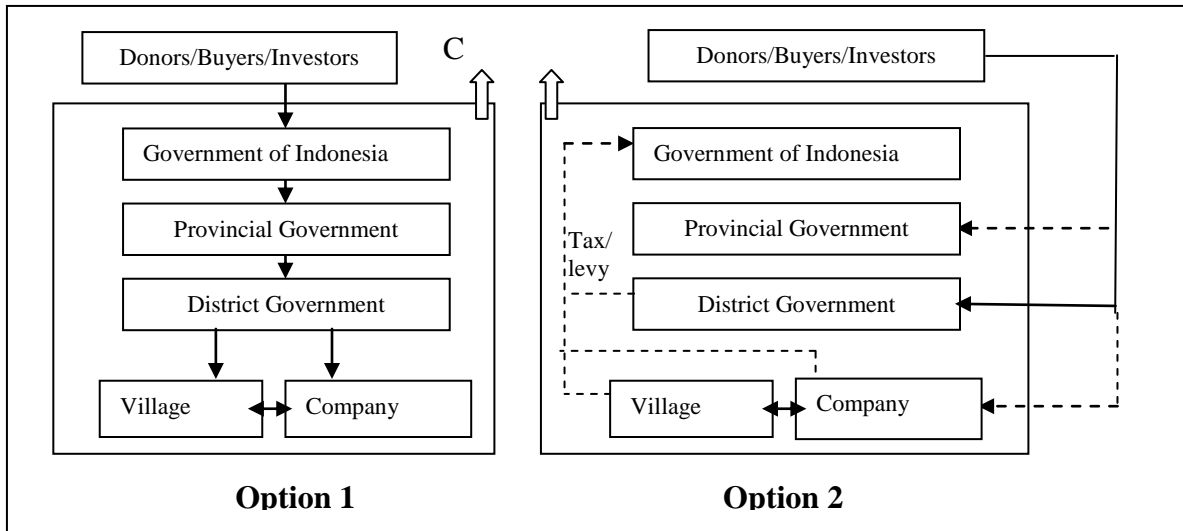 Donors/Buyers/Investors
C
Government of Indonesia
Provincial Government
District Government
Village
Company
Option 1
Donors/Buyers/Investors
Government of Indonesia
Provincial Government
Tax/
levy
District Government
Village
Company
Option 2